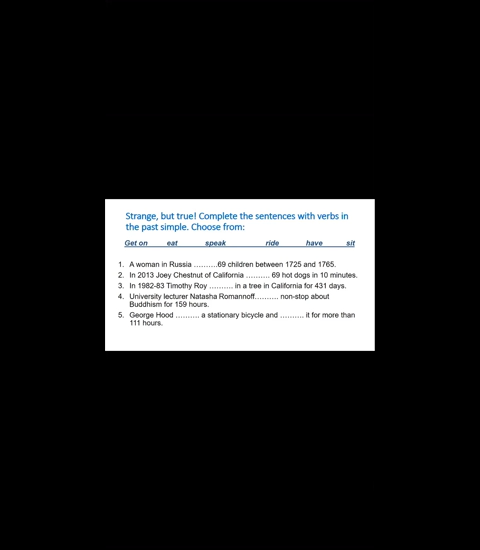 Strange, but true! Complete the sentences with verbs in
the past simple. Choose from:
Get on eat speak ride have sit
1. A woman in Russia ..........69 children between 1725 and 1765.
2. In 2013 Joey Chestnut of California .......... 69 hot dogs in 10 minutes.
3. In 1982-83 Timothy Roy .......... in a tree in California for 431 days.
4. University lecturer Natasha Romannoff.......... non-stop about
Buddhism for 159 hours.
5. George Hood .......... a stationary bicycle and .......... it for more than
111 hours.